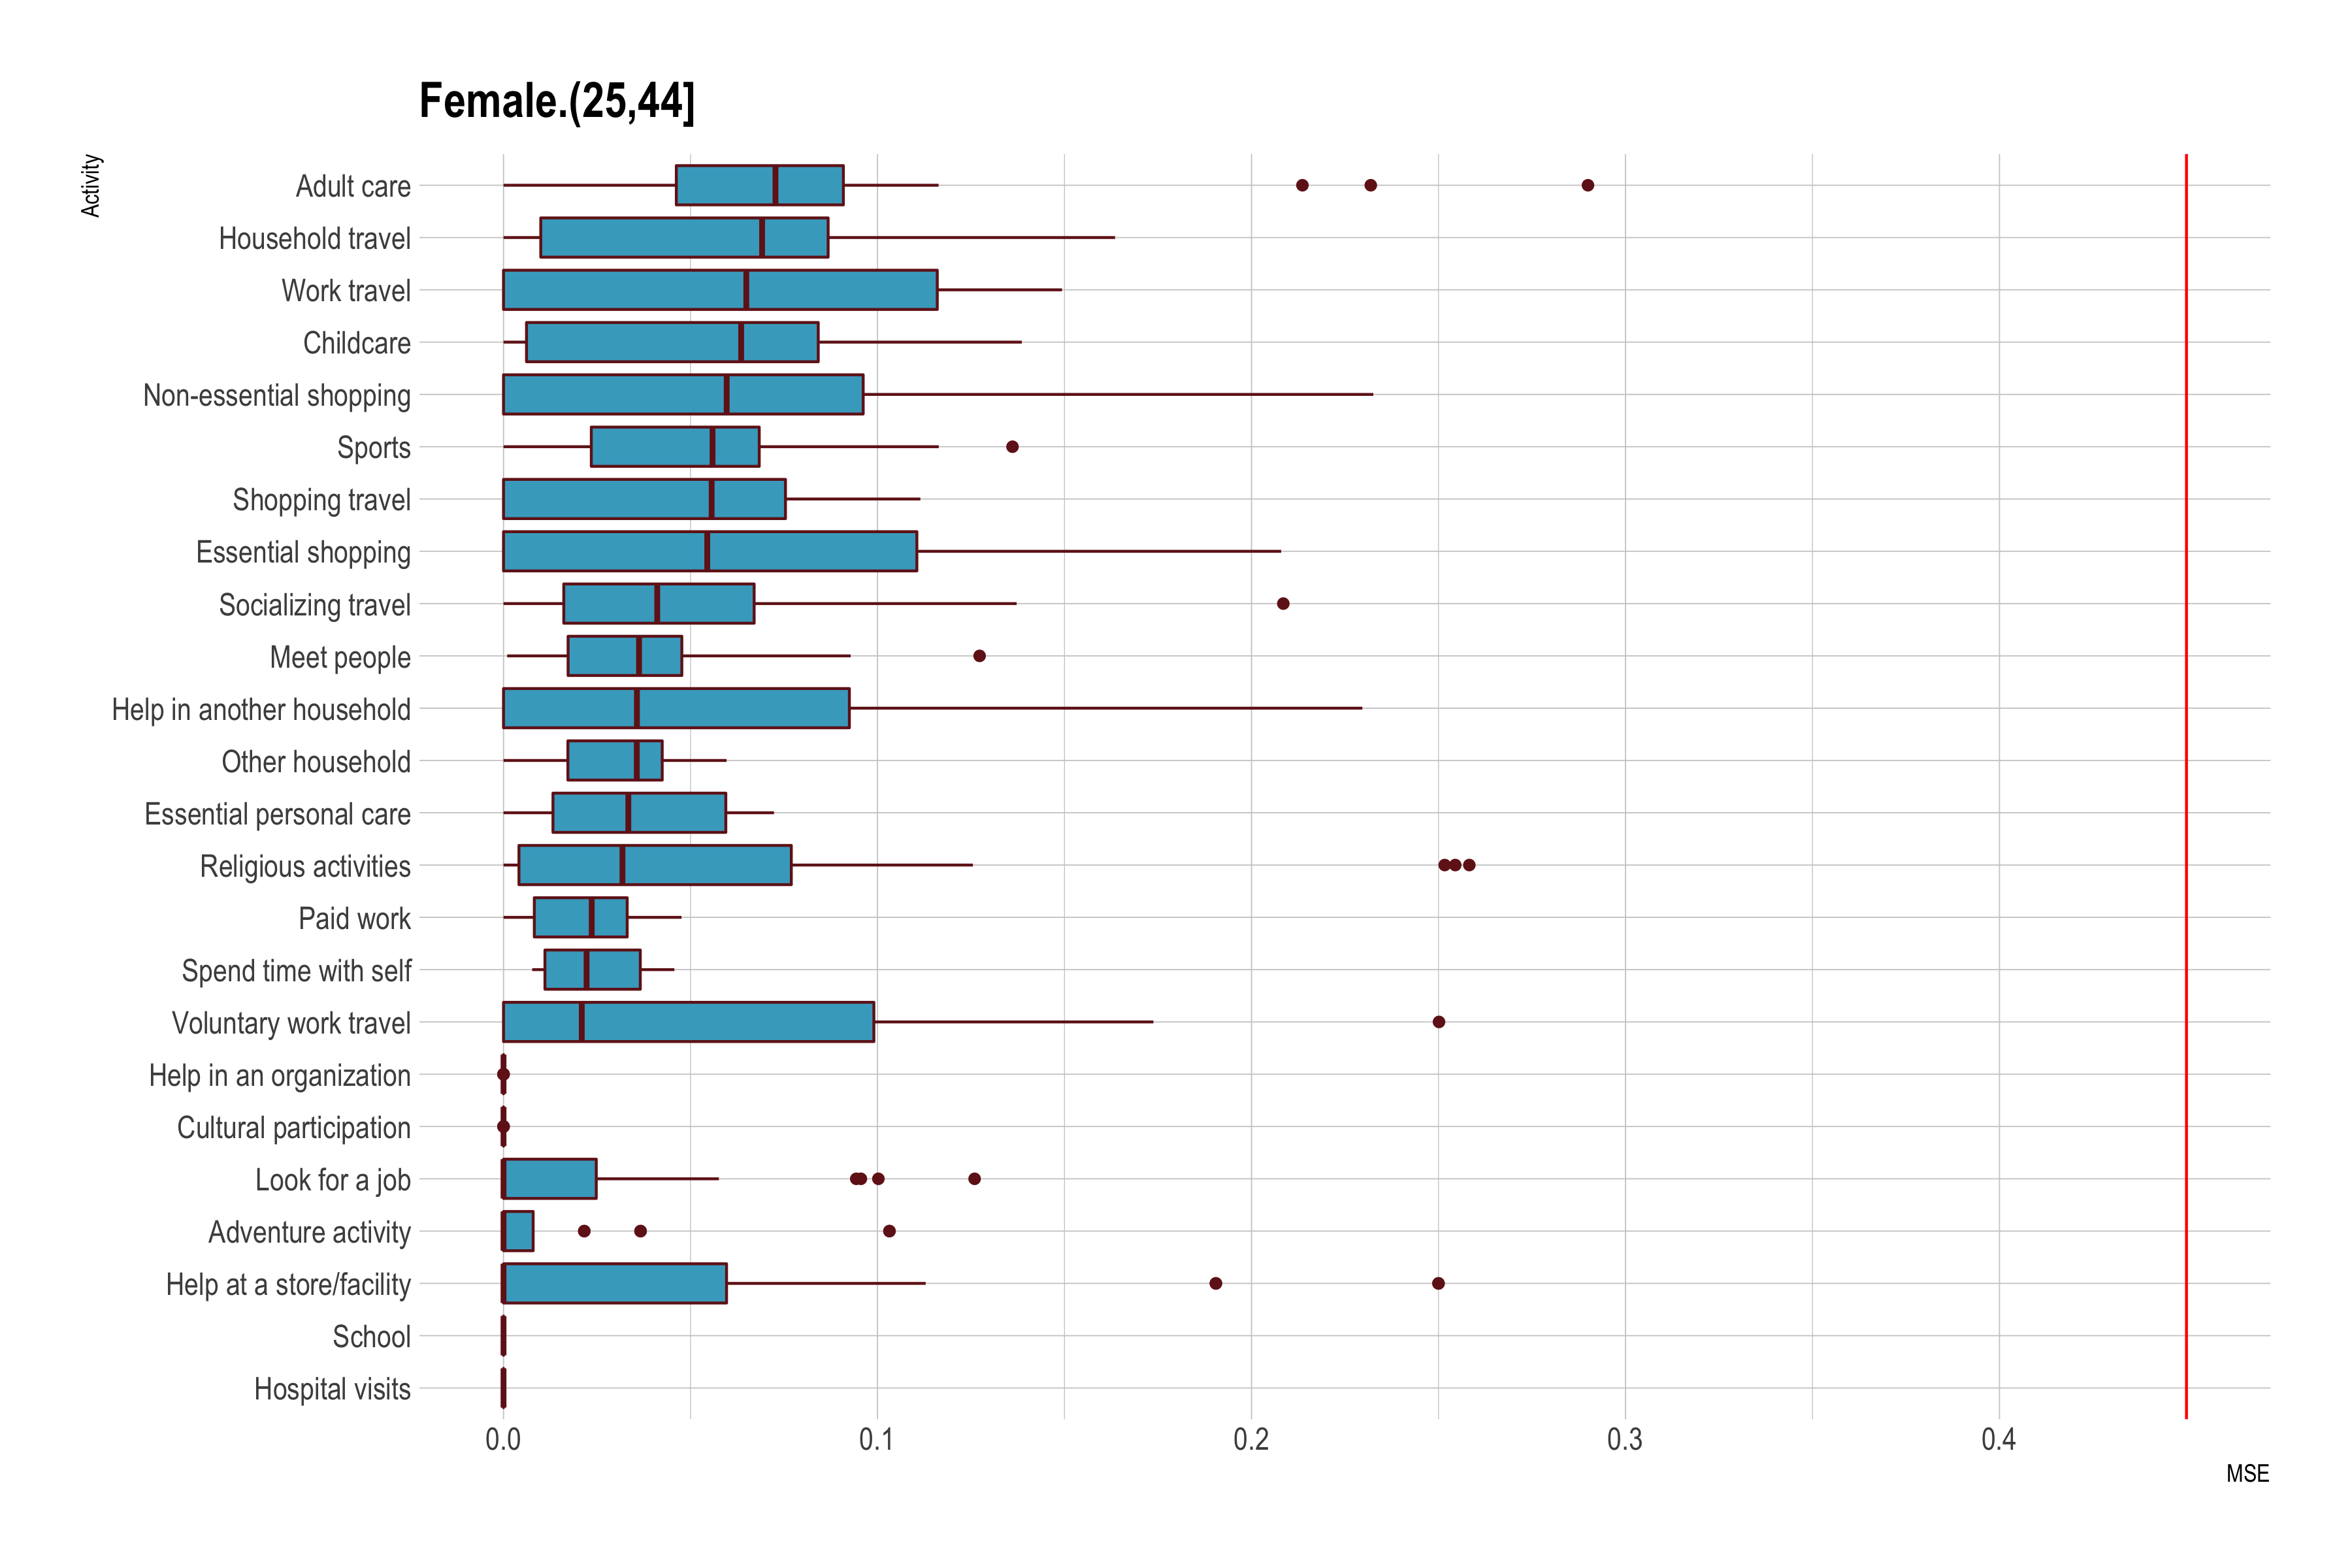 Female.(25,44]
Activity
Adult care
Household travel
Work travel
Childcare
Non-essential shopping
Sports
Shopping travel
Essential shopping
Socializing travel
Meet people
Help in another household
Other household
Essential personal care
Religious activities
Paid work
Spend time with self
Voluntary work travel
Help in an organization
Cultural participation
Look for a job
Adventure activity
Help at a store/facility
School
Hospital visits
0.0 0.1 0.2 0.3 0.4
MSE